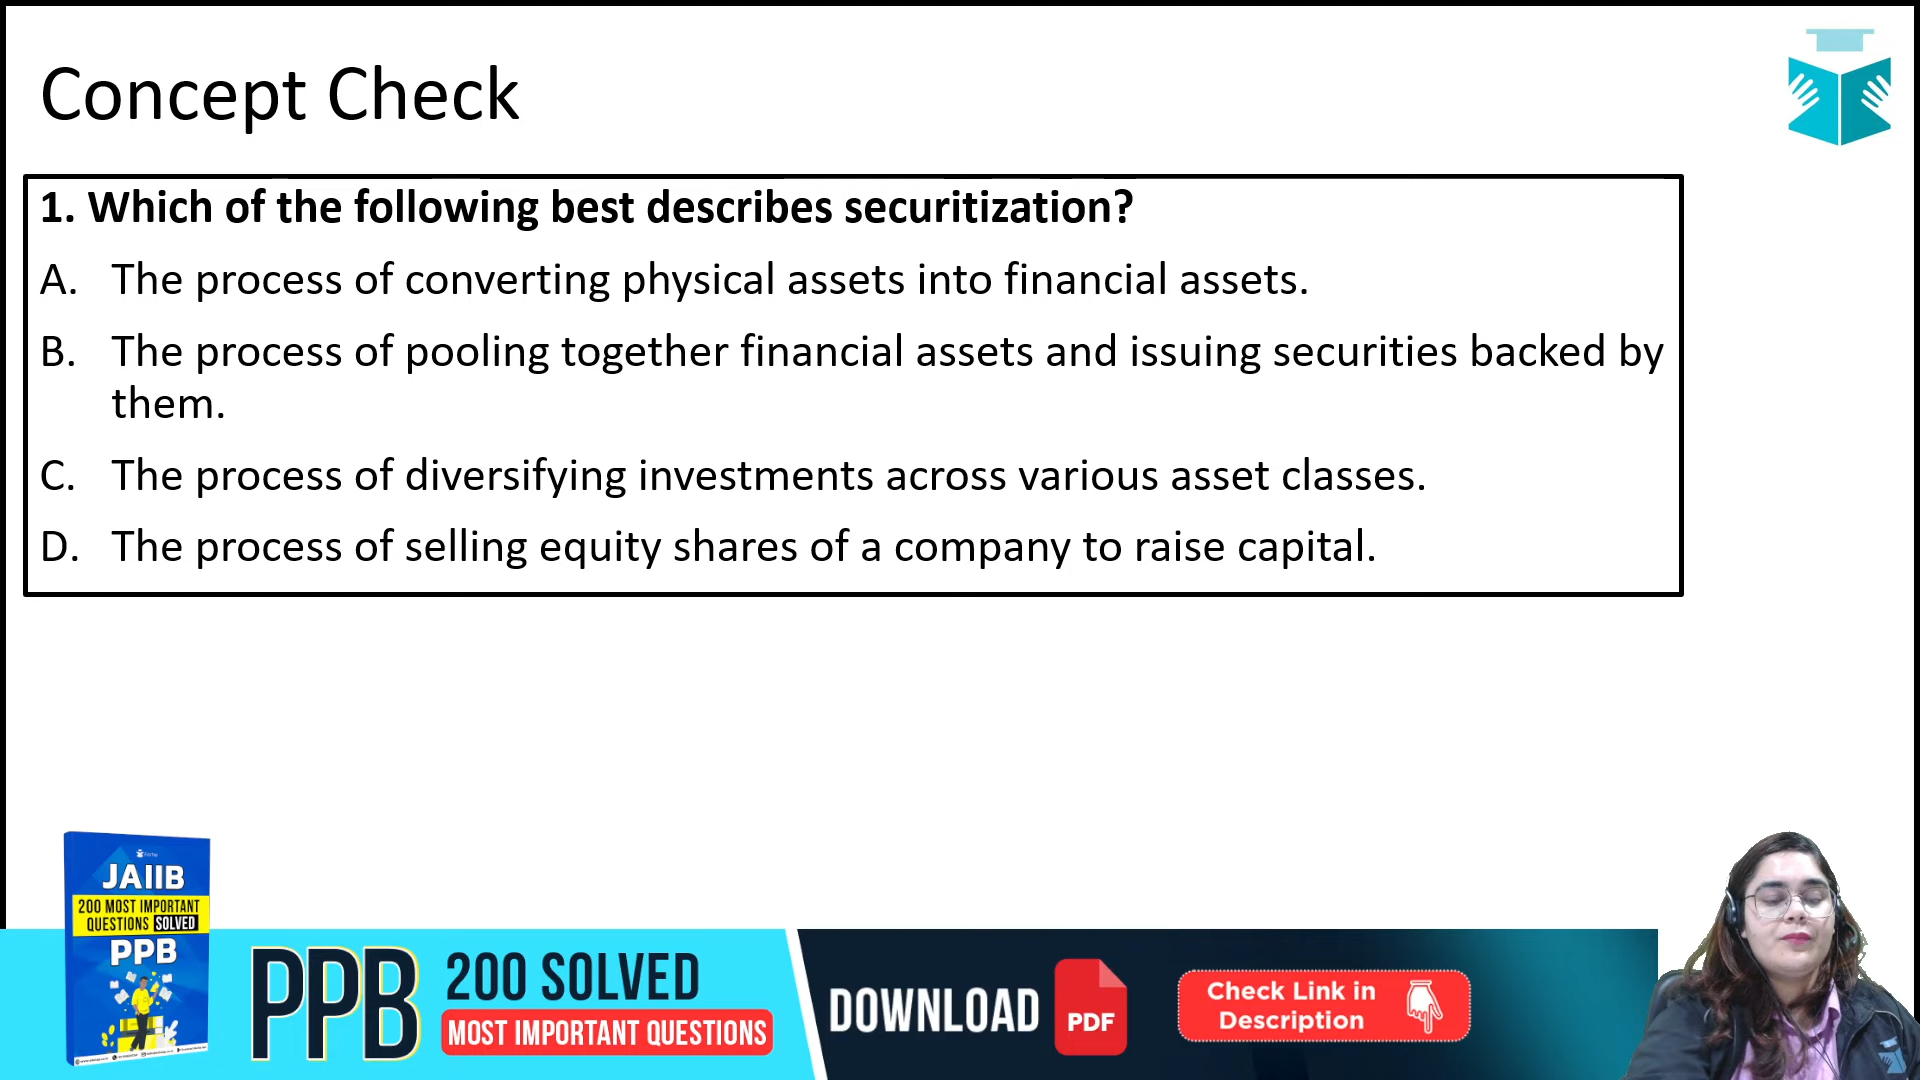 Concept Check
1. Which of the following best describes securitization?
A. The process of converting physical assets into financial assets.
B. The process of pooling together financial assets and issuing securities backed by
them.
C. The process of diversifying investments across various asset classes.
D. The process of selling equity shares of a company to raise capital.
JAIIB
200 MOST IMPORTANT
QUESTIONS SOLVED
PPB
PPB
200 SOLVED
MOST IMPORTANT QUESTIONS
DOWNLOAD
PDF
Check Link in
Description